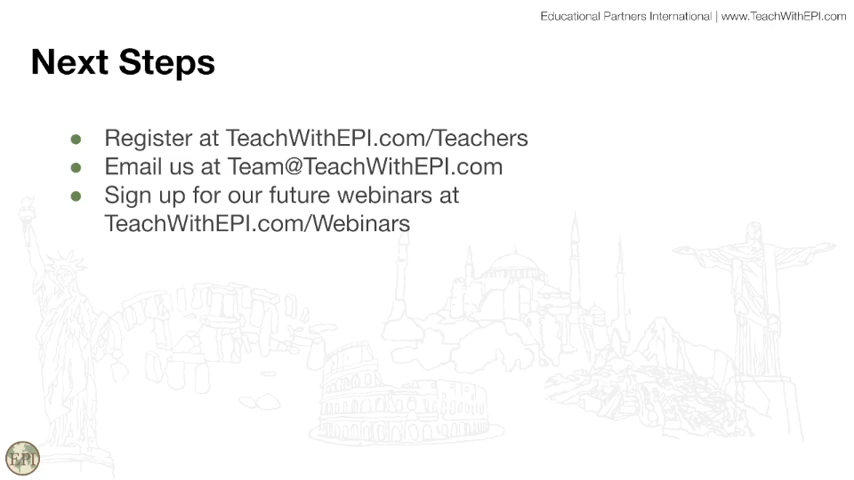 Educational Partners International | www.TeachWithEPI.com
Next Steps
● Register at TeachWithEPI.com/Teachers
● Email us at Team@TeachWithEPI.com
● Sign up for our future webinars at
TeachWithEPI.com/Webinars
EPI